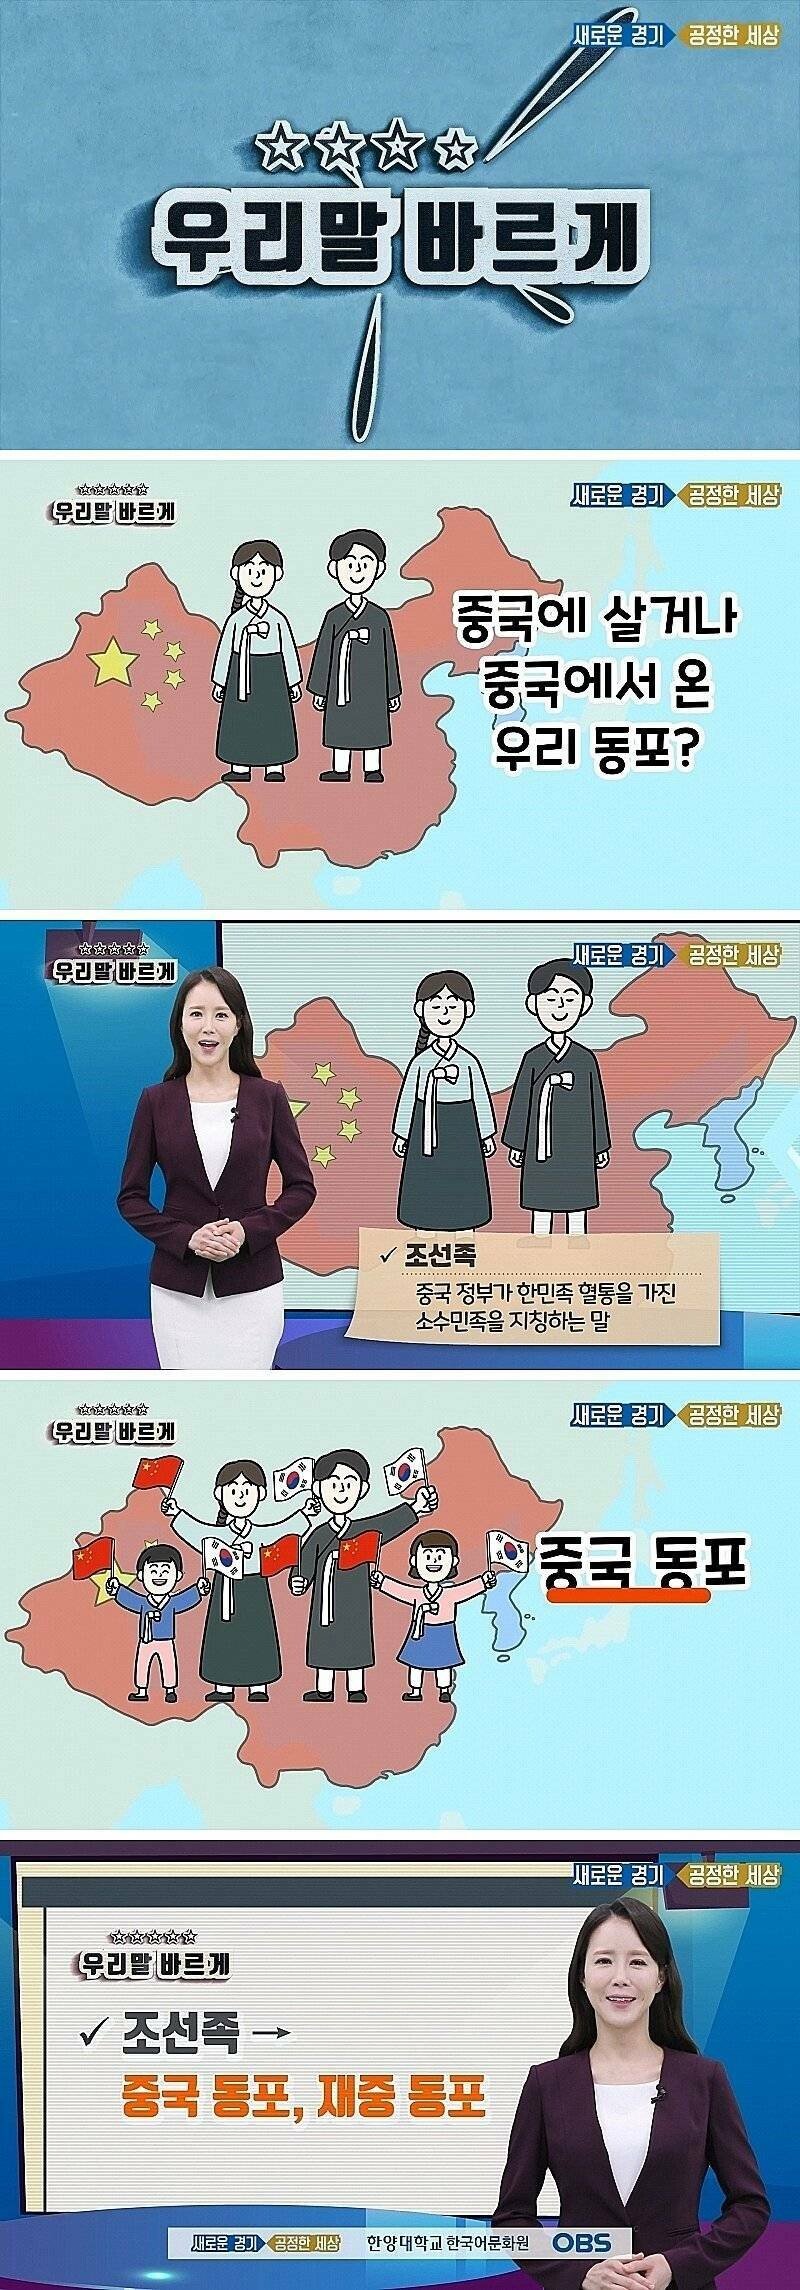 새로운 경기 공정한 세상
우리말 바르게
우리말 바르게
새로운 경기 공정한 세상
중국에 살거나
중국에서 온
우리 동포?
우리말 바르게
새로운 경기 공정한 세상
✓ 조선족
중국 정부가 한민족 혈통을 가진
소수민족을 지칭하는 말
우리말 바르게
새로운 경기 공정한 세상
중국 동포
새로운 경기 공정한 세상
우리말 바르게
✓ 조선족 →
중국 동포, 재중 동포
새로운 경기 공정한 세상 한양대학교 한국어문화원 OBS